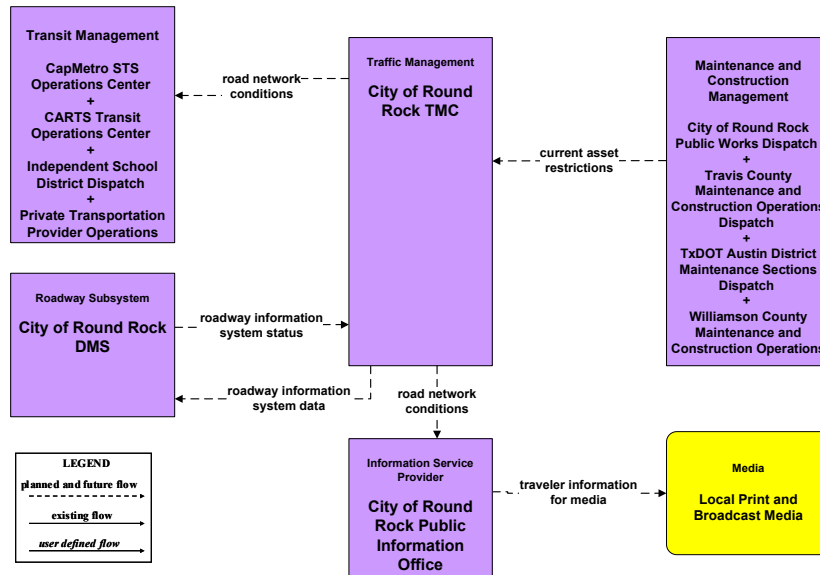 Transit Management
CapMetro STS
Operations Center
+
CARTS Transit
Operations Center
+
Independent School
District Dispatch
+
Private Transportation
Provider Operations
road network
conditions
Traffic Management
City of Round
Rock TMC
current asset
restrictions
Maintenance and
Construction
Management
City of Round Rock
Public Works Dispatch
+
Travis County
Maintenance and
Construction Operations
Dispatch
+
TxDOT Austin District
Maintenance Sections
Dispatch
+
Williamson County
Maintenance and
Construction Operations
Roadway Subsystem
City of Round Rock
DMS
roadway information
system status
roadway information
system data
road network
conditions
LEGEND
planned and future flow
existing flow
user defined flow
Information Service
Provider
City of Round
Rock Public
Information
Office
traveler information
for media
Media
Local Print and
Broadcast Media